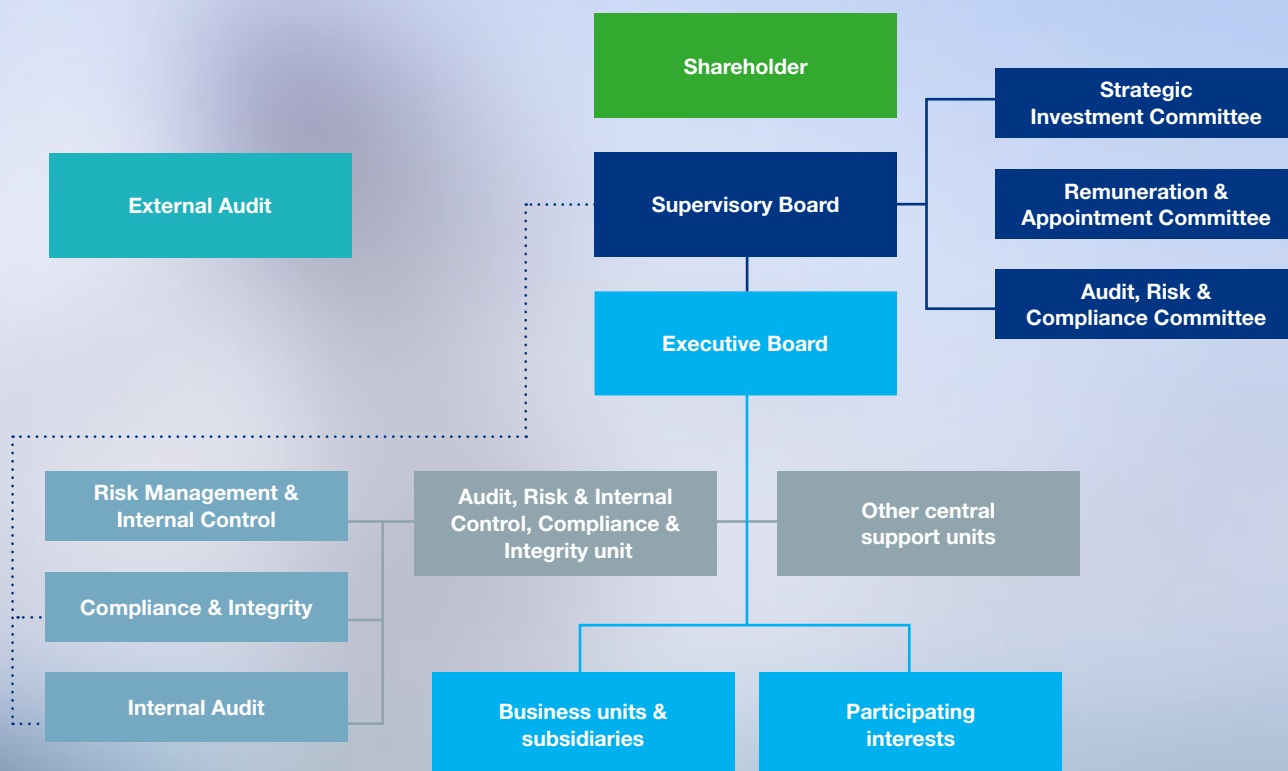 Shareholder
Strategic
Investment Committee
External Audit
Supervisory Board
Remuneration &
Appointment Committee
Audit, Risk &
Compliance Committee
Executive Board
Risk Management &
Internal Control
Audit, Risk & Internal
Control, Compliance &
Integrity unit
Other central
support units
Compliance & Integrity
Internal Audit
Business units &
subsidiaries
Participating
interests